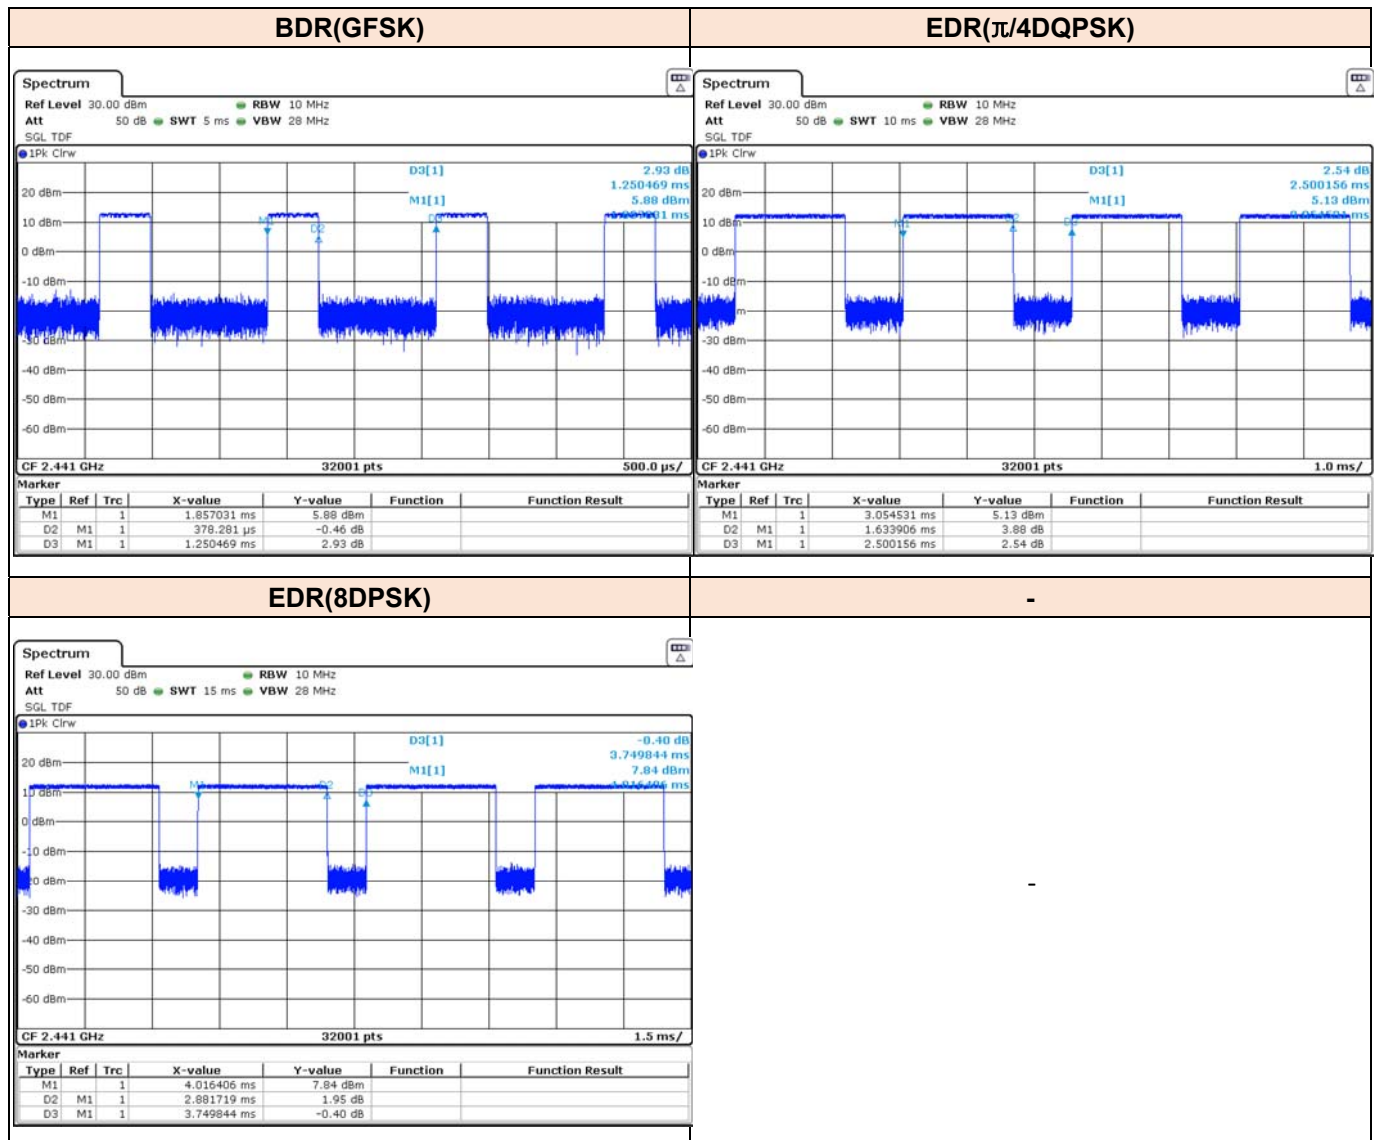 BDR(GFSK)
EDR(π/4DQPSK)
Spectrum
Ref Level 30.00 dBm RBW 10 MHz
Att 50 dB SWT 5 ms VBW 28 MHz
SGL TDF
1Pk Clrw
D3[1] 2.93 dB
1.250469 ms
M1[1] 5.88 dBm
20 dBm
10 dBm
0 dBm
-10 dBm
-30 dBm
-40 dBm
-50 dBm
-60 dBm
D2
CF 2.441 GHz 32001 pts 500.0 µs/
Marker
Type Ref Trc X-value Y-value Function Function Result
M1 1 1.857031 ms 5.88 dBm
D2 M1 1 378.281 µs -0.46 dB
D3 M1 1 1.250469 ms 2.93 dB
Spectrum
Ref Level 30.00 dBm RBW 10 MHz
Att 50 dB SWT 10 ms VBW 28 MHz
SGL TDF
1Pk Clrw
D3[1] 2.54 dB
2.500156 ms
M1[1] 5.13 dBm
20 dBm
10 dBm
0 dBm
-10 dBm
-30 dBm
-40 dBm
-50 dBm
-60 dBm
CF 2.441 GHz 32001 pts 1.0 ms/
Marker
Type Ref Trc X-value Y-value Function Function Result
M1 1 3.054531 ms 5.13 dBm
D2 M1 1 1.633906 ms 3.88 dB
D3 M1 1 2.500156 ms 2.54 dB
EDR(8DPSK)
-
Spectrum
Ref Level 30.00 dBm RBW 10 MHz
Att 50 dB SWT 15 ms VBW 28 MHz
SGL TDF
1Pk Clrw
D3[1] -0.40 dB
3.749844 ms
M1[1] 7.84 dBm
20 dBm
10 dBm
0 dBm
-10 dBm
-20 dBm
-30 dBm
-40 dBm
-50 dBm
-60 dBm
CF 2.441 GHz 32001 pts 1.5 ms/
Marker
Type Ref Trc X-value Y-value Function Function Result
M1 1 4.016406 ms 7.84 dBm
D2 M1 1 2.881719 ms 1.95 dB
D3 M1 1 3.749844 ms -0.40 dB
-